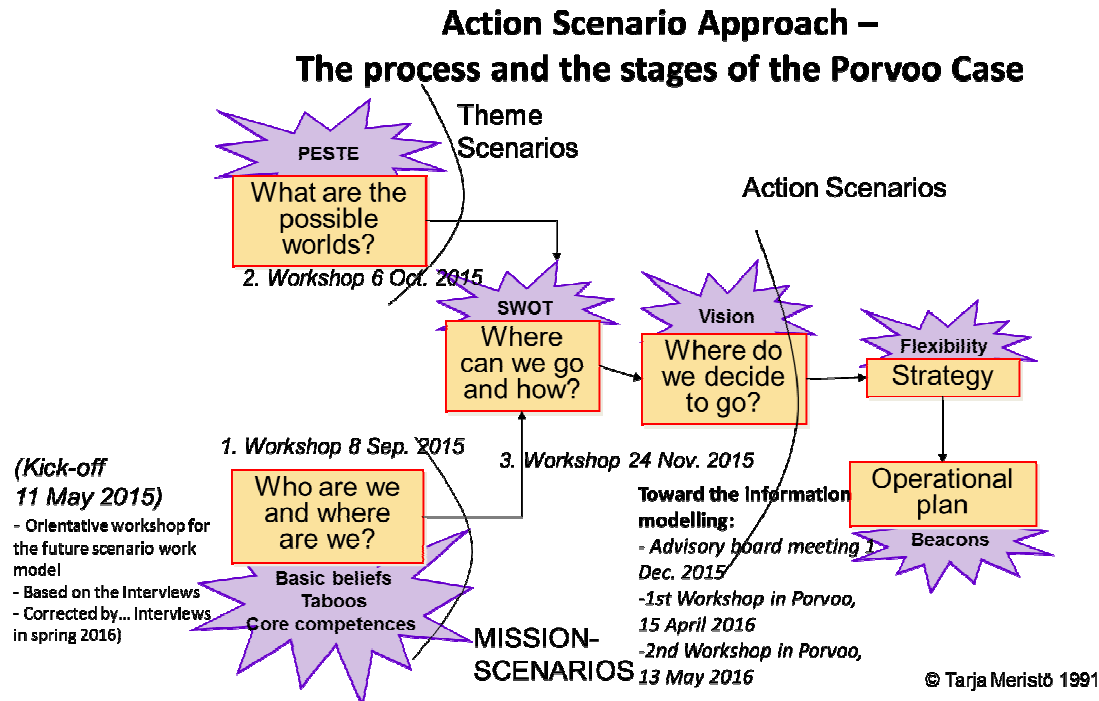 Action Scenario Approach –
The process and the stages of the Porvoo Case
Theme
Scenarios
PESTE
What are the
possible
worlds?
2. Workshop 6 Oct. 2015
Action Scenarios
SWOT
Where
can we go
and how?
Vision
Where do
we decide
to go?
Flexibility
Strategy
1. Workshop 8 Sep. 2015
3. Workshop 24 Nov. 2015
(Kick-off
11 May 2015)
- Orientative workshop for
the future scenario work
model
- Based on the Interviews
- Corrected by... Interviews
in spring 2016)
Who are we
and where
are we?
Basic beliefs
Taboos
Core competences
MISSION-
SCENARIOS
Toward the information
modelling:
- Advisory board meeting 1
Dec. 2015
-1st Workshop in Porvoo,
15 April 2016
-2nd Workshop in Porvoo,
13 May 2016
Operational
plan
Beacons
© Tarja Meristö 1991